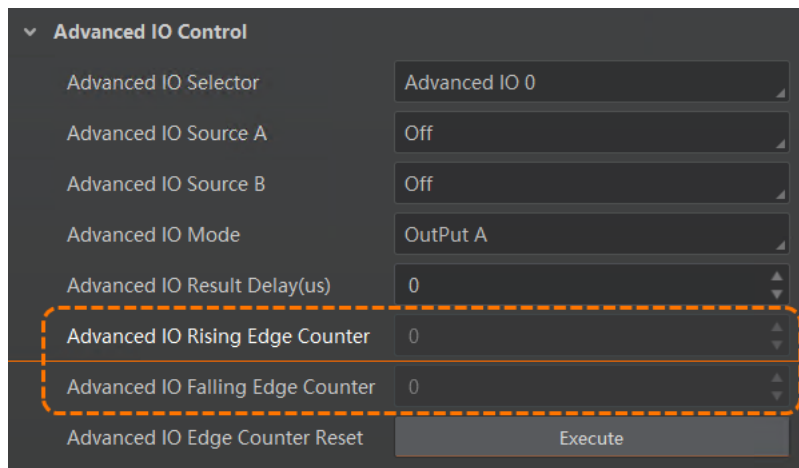 Advanced IO Control
Advanced IO Selector Advanced IO 0
Advanced IO Source A Off
Advanced IO Source B Off
Advanced IO Mode OutPut A
Advanced IO Result Delay(us) 0
Advanced IO Rising Edge Counter 0
Advanced IO Falling Edge Counter 0
Advanced IO Edge Counter Reset Execute